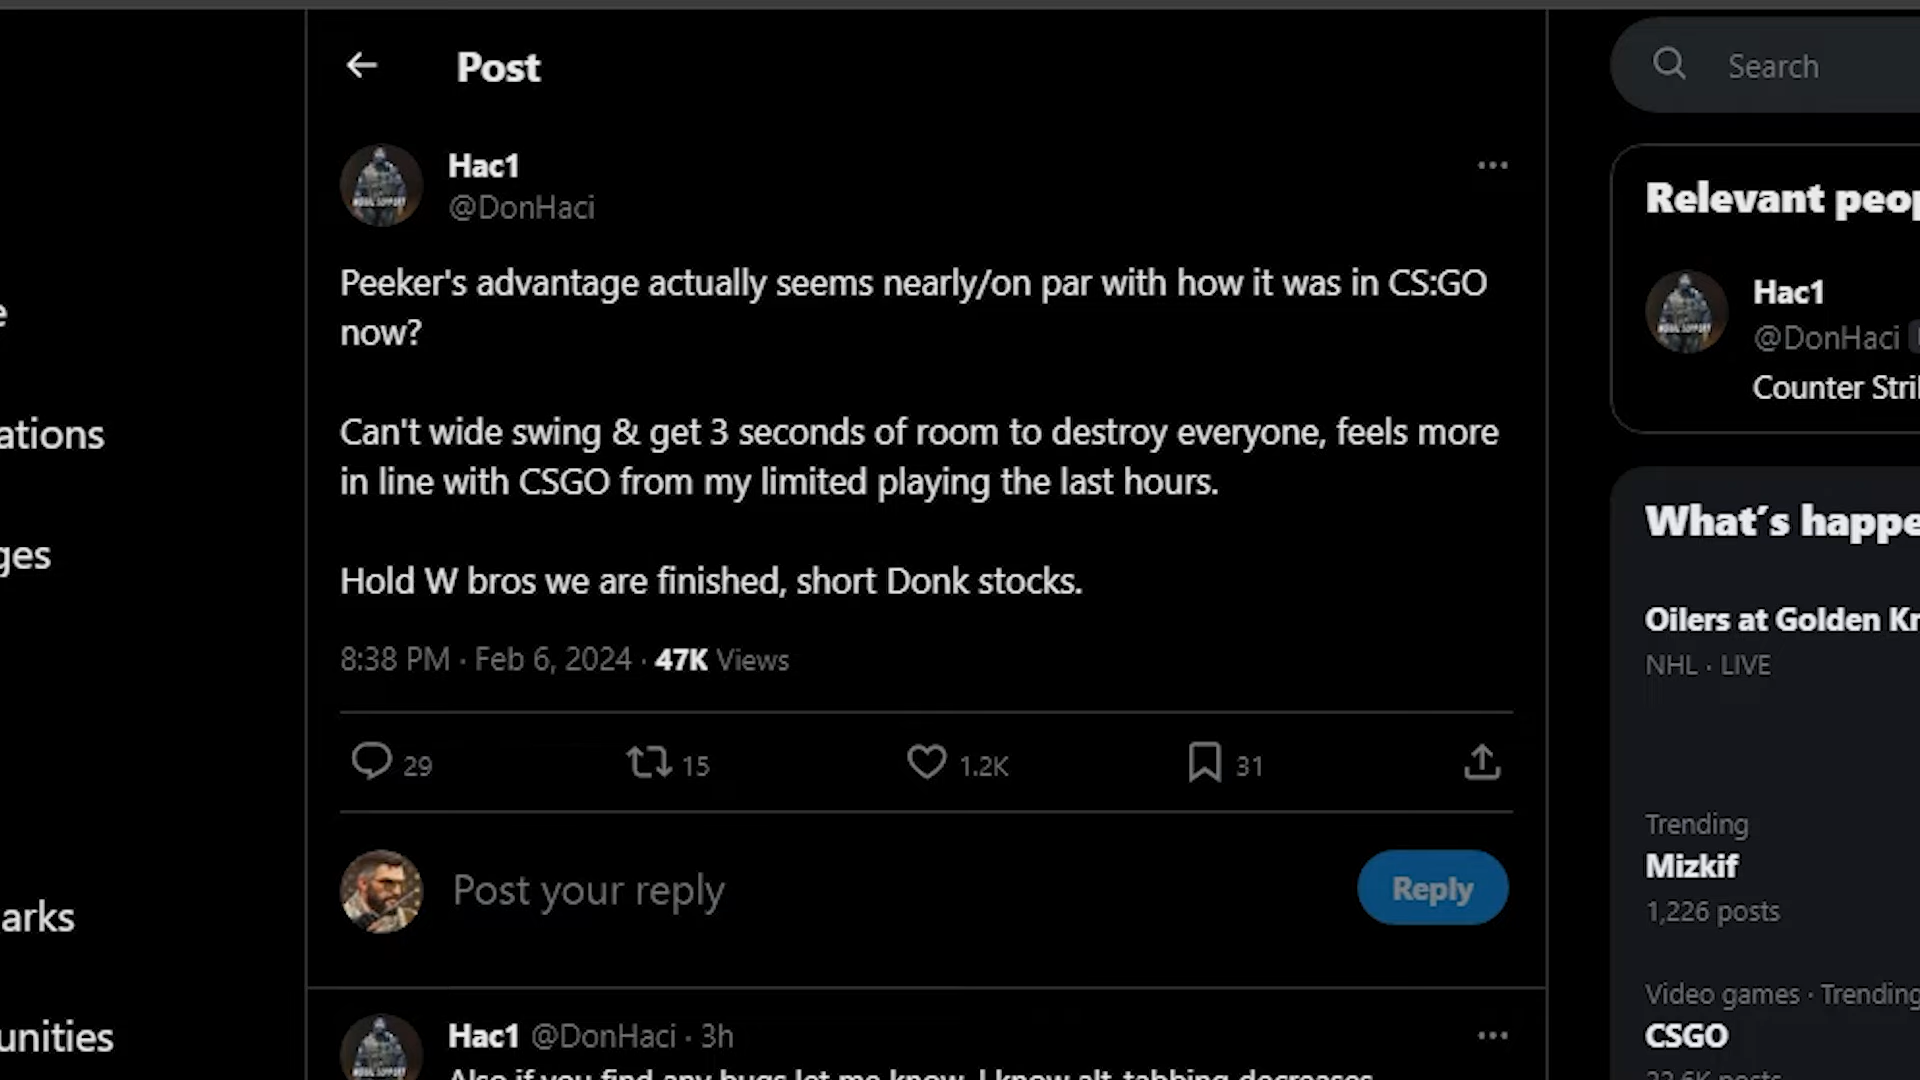 Post
Search
Hac1
@DonHaci
Peeker's advantage actually seems nearly/on par with how it was in CS:GO
now?
Can't wide swing & get 3 seconds of room to destroy everyone, feels more
in line with CSGO from my limited playing the last hours.
Hold W bros we are finished, short Donk stocks.
8:38 PM · Feb 6, 2024 · 47K Views
29
15
1.2K
31
Post your reply
Reply
Hac1 @DonHaci · 3h
Also if you find any bugs let me know, I know alt-tabbing decreases
e
ations
ges
arks
unities
Relevant peop
Hac1
@DonHaci
Counter Stri
What's happe
Oilers at Golden Kn
NHL · LIVE
Trending
Mizkif
1,226 posts
Video games · Trending
CSGO